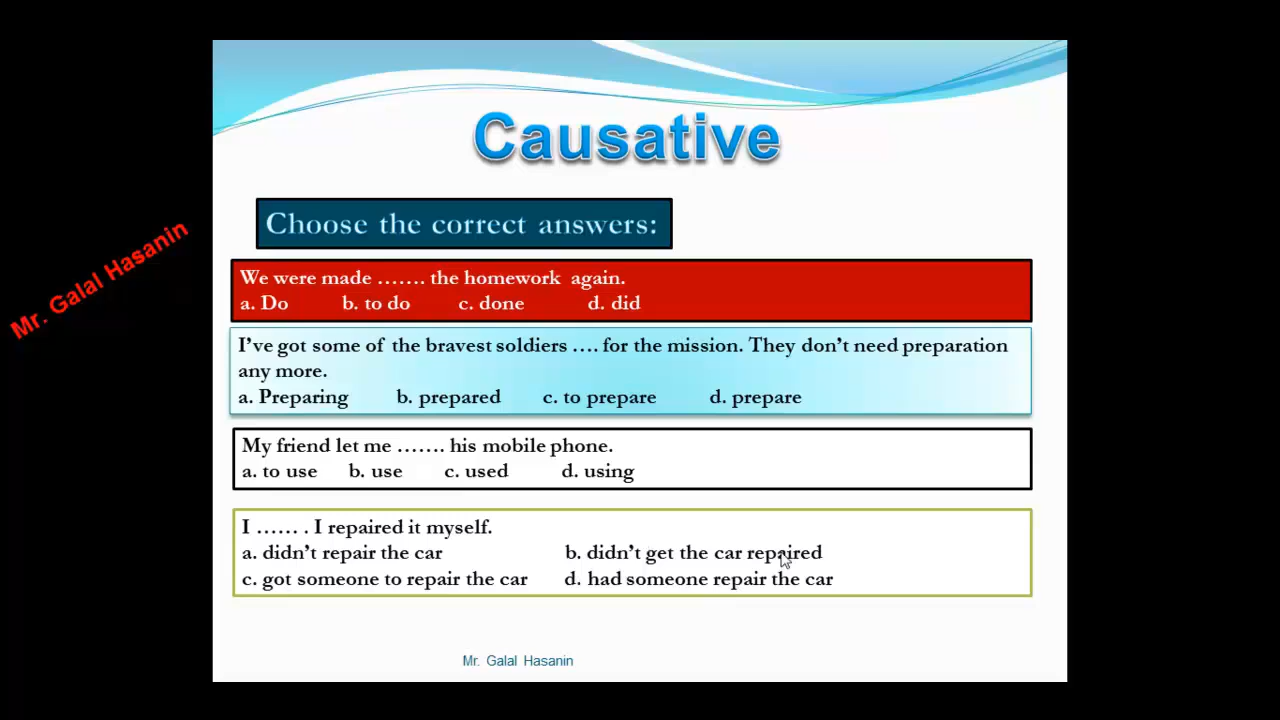 Causative
Choose the correct answers:
Mr. Galal Hasanin
We were made ……. the homework again.
a. Do b. to do c. done d. did
I’ve got some of the bravest soldiers …. for the mission. They don’t need preparation
any more.
a. Preparing b. prepared c. to prepare d. prepare
My friend let me ……. his mobile phone.
a. to use b. use c. used d. using
I …… . I repaired it myself.
a. didn’t repair the car b. didn’t get the car repaired
c. got someone to repair the car d. had someone repair the car
Mr. Galal Hasanin